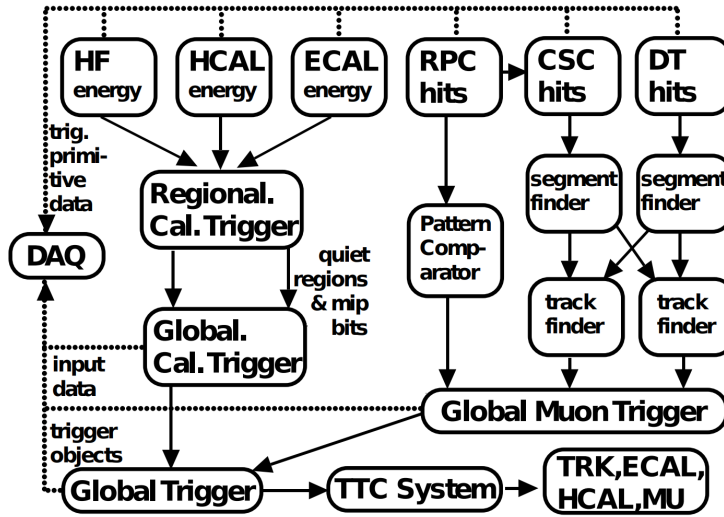 HF
energy
HCAL
energy
ECAL
energy
RPC
hits
CSC
hits
DT
hits
trig.
primi-
tive
data
Regional.
Cal.Trigger
segment
finder
segment
finder
Pattern
Comp-
arator
DAQ
quiet
regions
& mip
bits
track
finder
track
finder
Global.
Cal.Trigger
input
data
Global Muon Trigger
trigger
objects
Global Trigger
TTC System
TRK,ECAL,
HCAL,MU